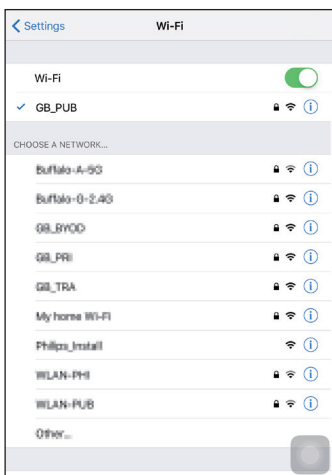 Settings Wi-Fi
Wi-Fi
GB_PUB
CHOOSE A NETWORK...
Buffalo-A-5G
Buffalo-G-2.4G
GB_BYOD
GB_PRI
GB_TRA
My home Wi-Fi
Philips_Install
WLAN-PHI
WLAN-PUB
Other...